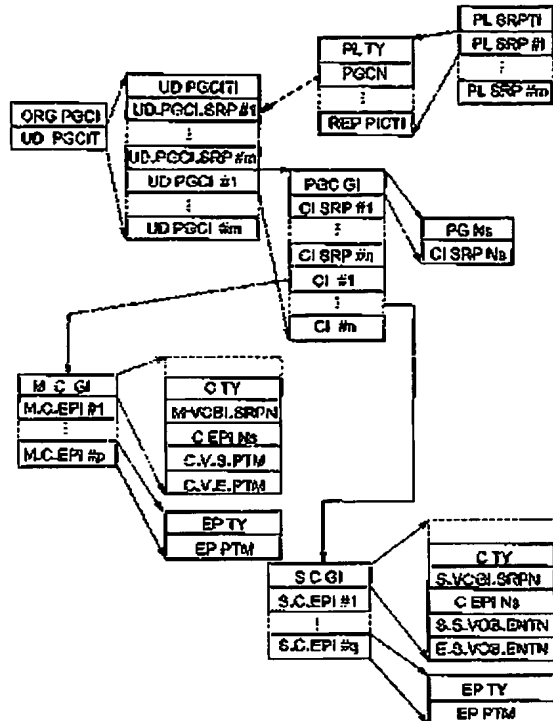 PL SRPTI
PL SRP #1
⋮
PL SRP #m
PL TY
PGCN
⋮
REP PICTI
UD PGCITI
UD.PGCI.SRP #1
⋮
UD.PGCI.SRP #m
UD PGCI #1
⋮
UD PGCI #m
ORG PGCI
UD PGCIT
PGC GI
CI SRP #1
⋮
CI SRP #n
CI #1
⋮
CI #n
PG Ns
CI SRP Ns
M C GI
M.C.EPI #1
⋮
M.C.EPI #p
C TY
M-VOBI.SRPN
C EPI Ns
C.V.S.PTM
C.V.E.PTM
EP TY
EP PTM
S C GI
S.C.EPI #1
⋮
S.C.EPI #q
C TY
S.VOGI.SRPN
C EPI Ns
S.S.VOB.ENTN
E.S.VOB.ENTN
EP TY
EP PTM